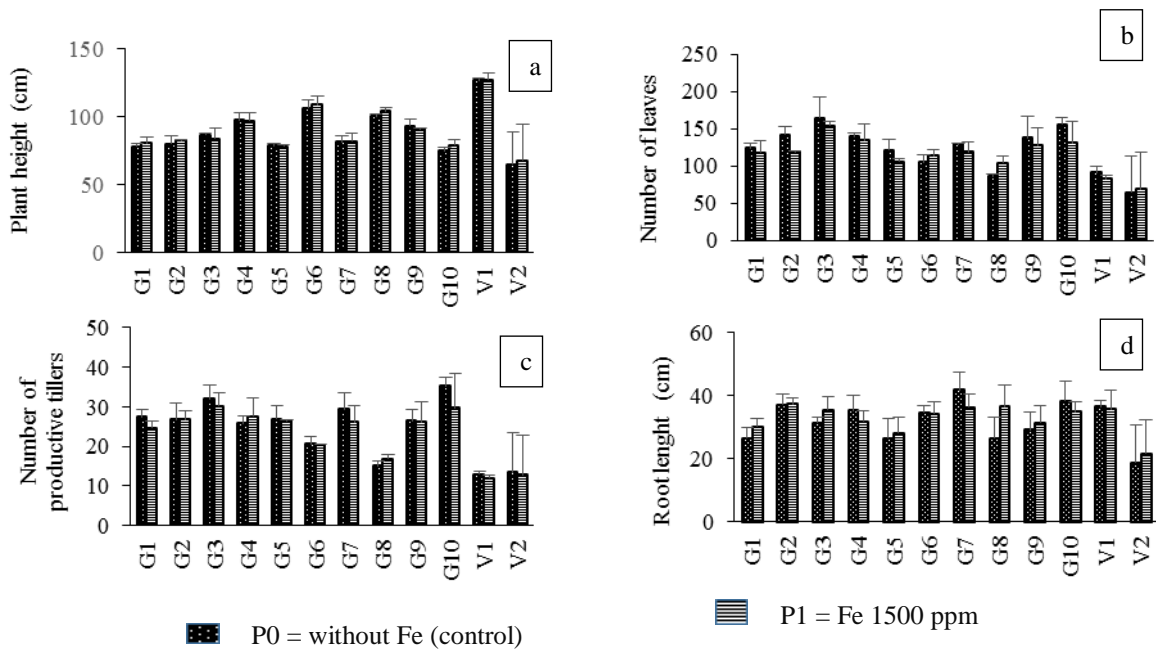 a
Plant height (cm)
150
100
50
0
G1 G2 G3 G4 G5 G6 G7 G8 G9 G10 V1 V2
b
Number of leaves
250
200
150
100
50
0
G1 G2 G3 G4 G5 G6 G7 G8 G9 G10 V1 V2
c
Number of
productive tillers
50
40
30
20
10
0
G1 G2 G3 G4 G5 G6 G7 G8 G9 G10 V1 V2
d
Root lenght (cm)
60
40
20
0
G1 G2 G3 G4 G5 G6 G7 G8 G9 G10 V1 V2
P0 = without Fe (control)
P1 = Fe 1500 ppm